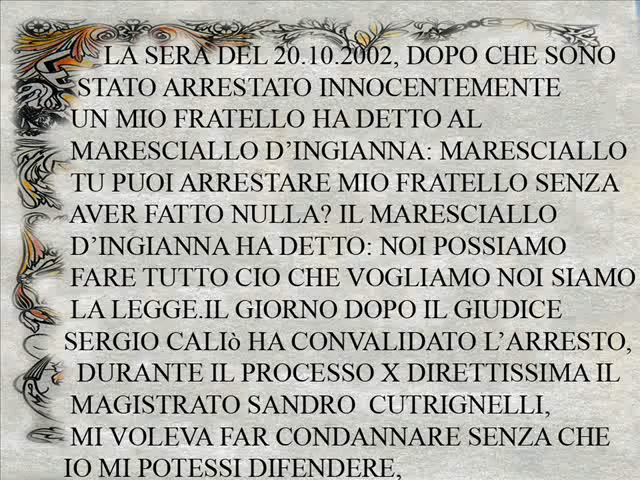 LA SERA DEL 20.10.2002, DOPO CHE SONO
STATO ARRESTATO INNOCENTEMENTE
UN MIO FRATELLO HA DETTO AL
MARESCIALLO D'INGIANNA: MARESCIALLO
TU PUOI ARRESTARE MIO FRATELLO SENZA
AVER FATTO NULLA? IL MARESCIALLO
D'INGIANNA HA DETTO: NOI POSSIAMO
FARE TUTTO CIO CHE VOGLIAMO NOI SIAMO
LA LEGGE.IL GIORNO DOPO IL GIUDICE
SERGIO CALIò HA CONVALIDATO L'ARRESTO,
DURANTE IL PROCESSO X DIRETTISSIMA IL
MAGISTRATO SANDRO CUTRIGNELLI,
MI VOLEVA FAR CONDANNARE SENZA CHE
IO MI POTESSI DIFENDERE,